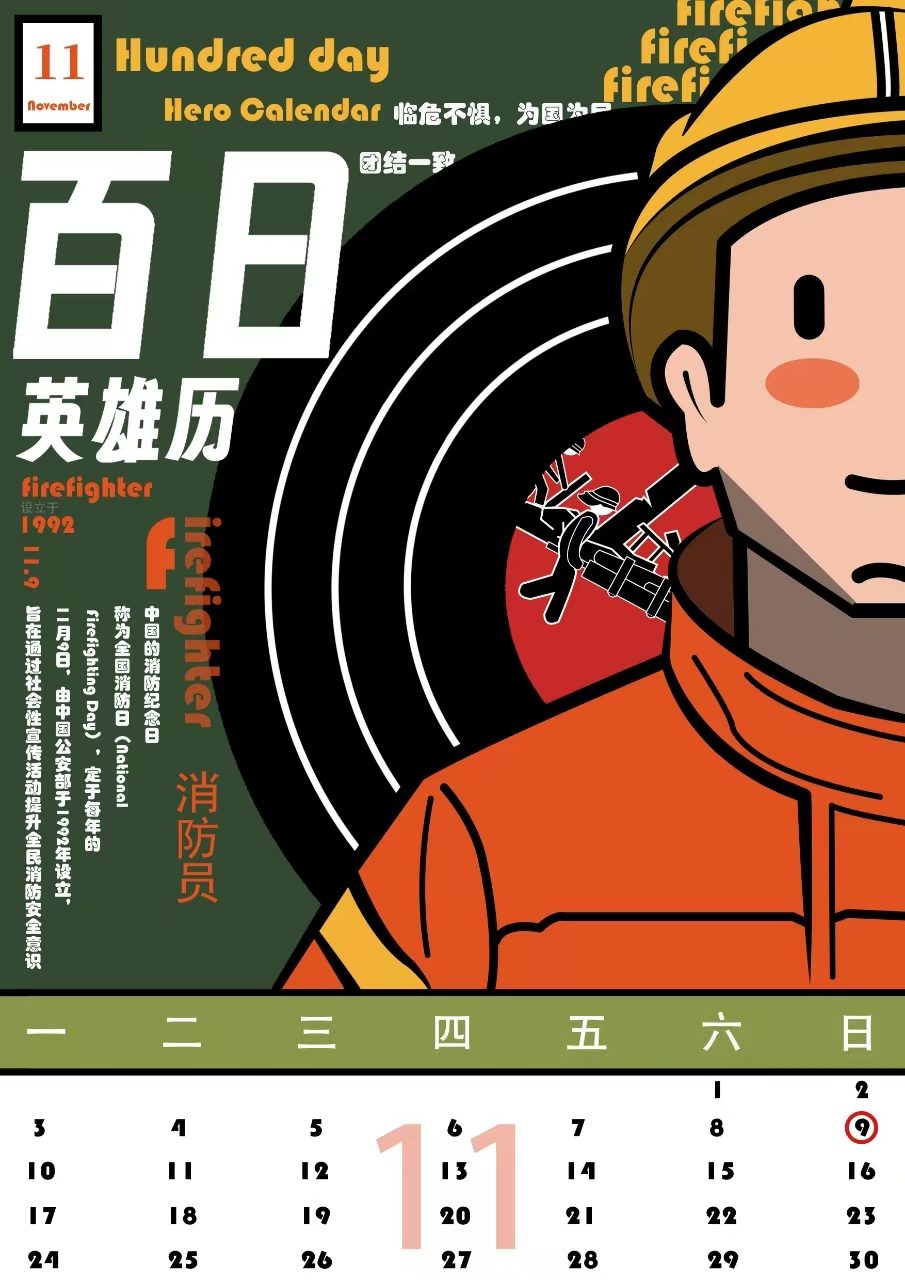 11
November
Hundred day
Hero Calendar
firefigh
firefi
firefi
临危不惧，为国为民
团结一致
百日
英雄历
firefighter
设立于
1992
11.9
firefighter
消防员
中国的消防纪念日
称为全国消防日（National
Firefighting Day），定于每年的
11月9日，由中国公安部于1992年设立，
旨在通过社会性宣传活动提升全民消防安全意识
一 二 三 四 五 六 日
1 2
3 4 5 6 7 8 9
10 11 12 13 14 15 16
17 18 19 20 21 22 23
24 25 26 27 28 29 30
11